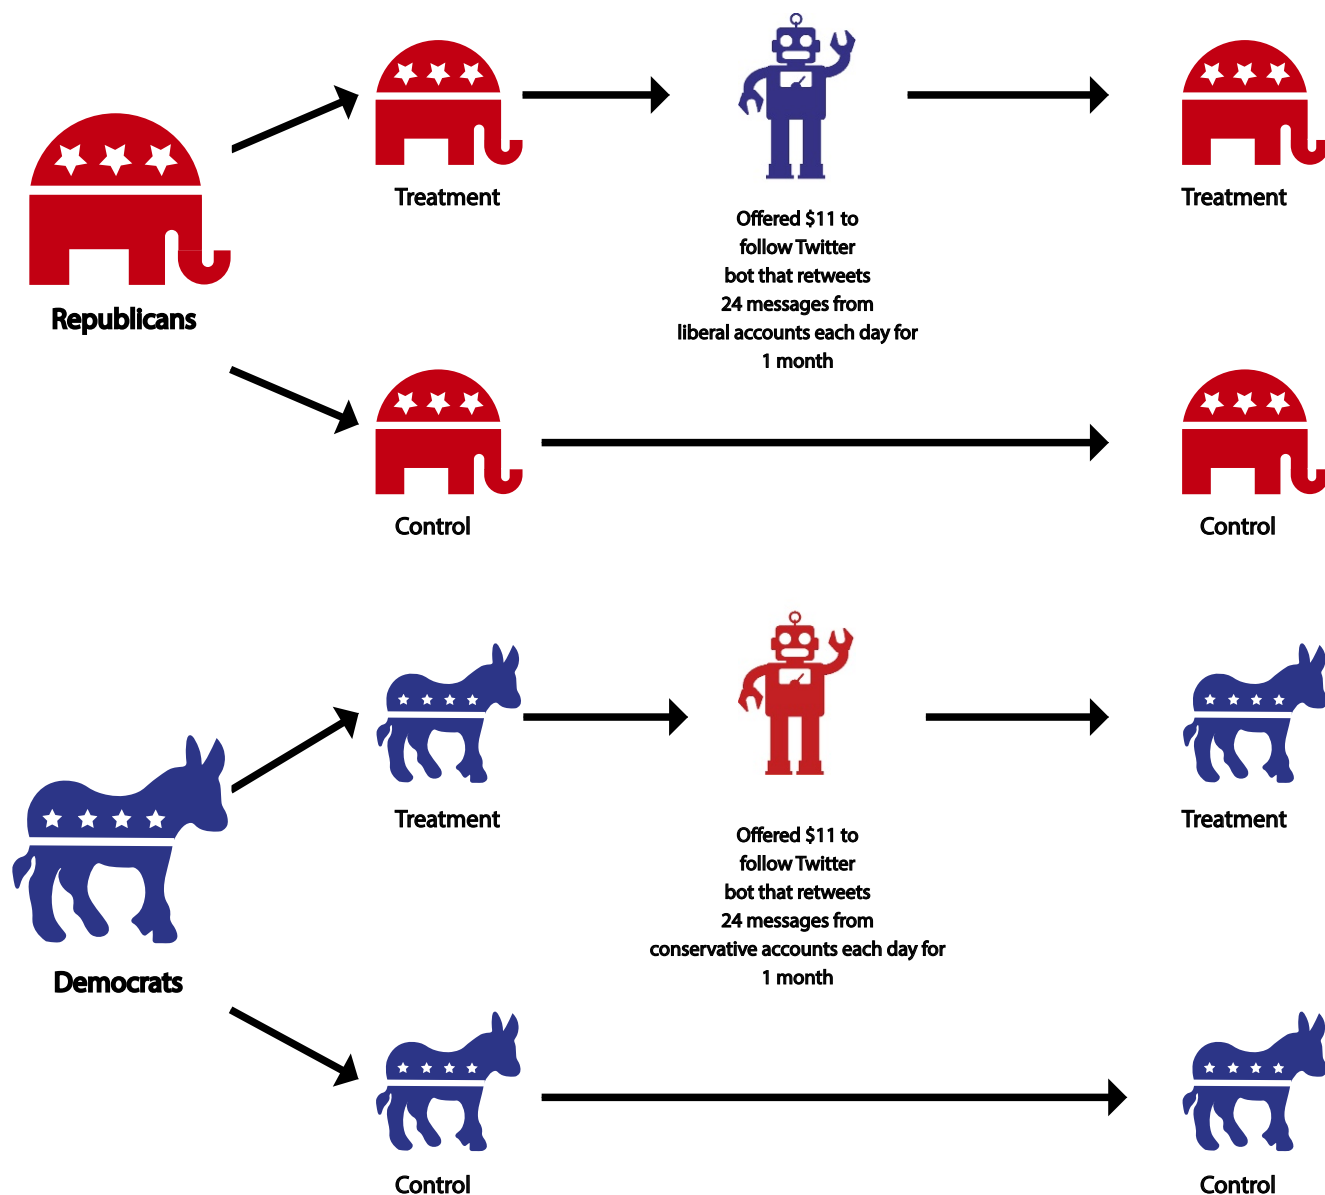 Treatment
Treatment
Offered $11 to
follow Twitter
bot that retweets
24 messages from
liberal accounts each day for
1 month
Republicans
Control
Control
Treatment
Treatment
Offered $11 to
follow Twitter
bot that retweets
24 messages from
conservative accounts each day for
1 month
Democrats
Control
Control